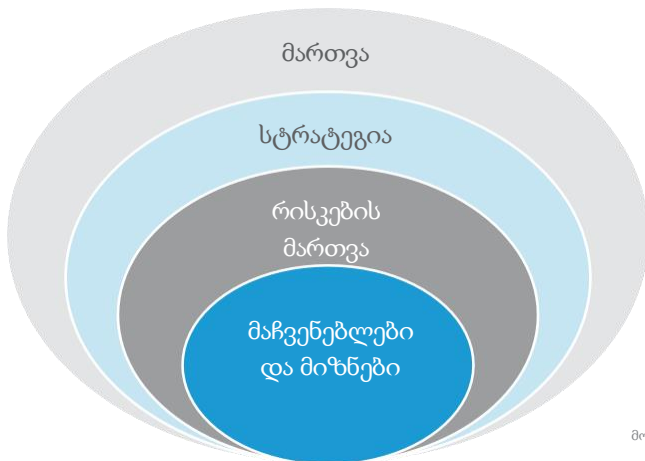 მართვა
სტრატეგია
რისკების
მართვა
მაჩვენებლები
და მიზნები